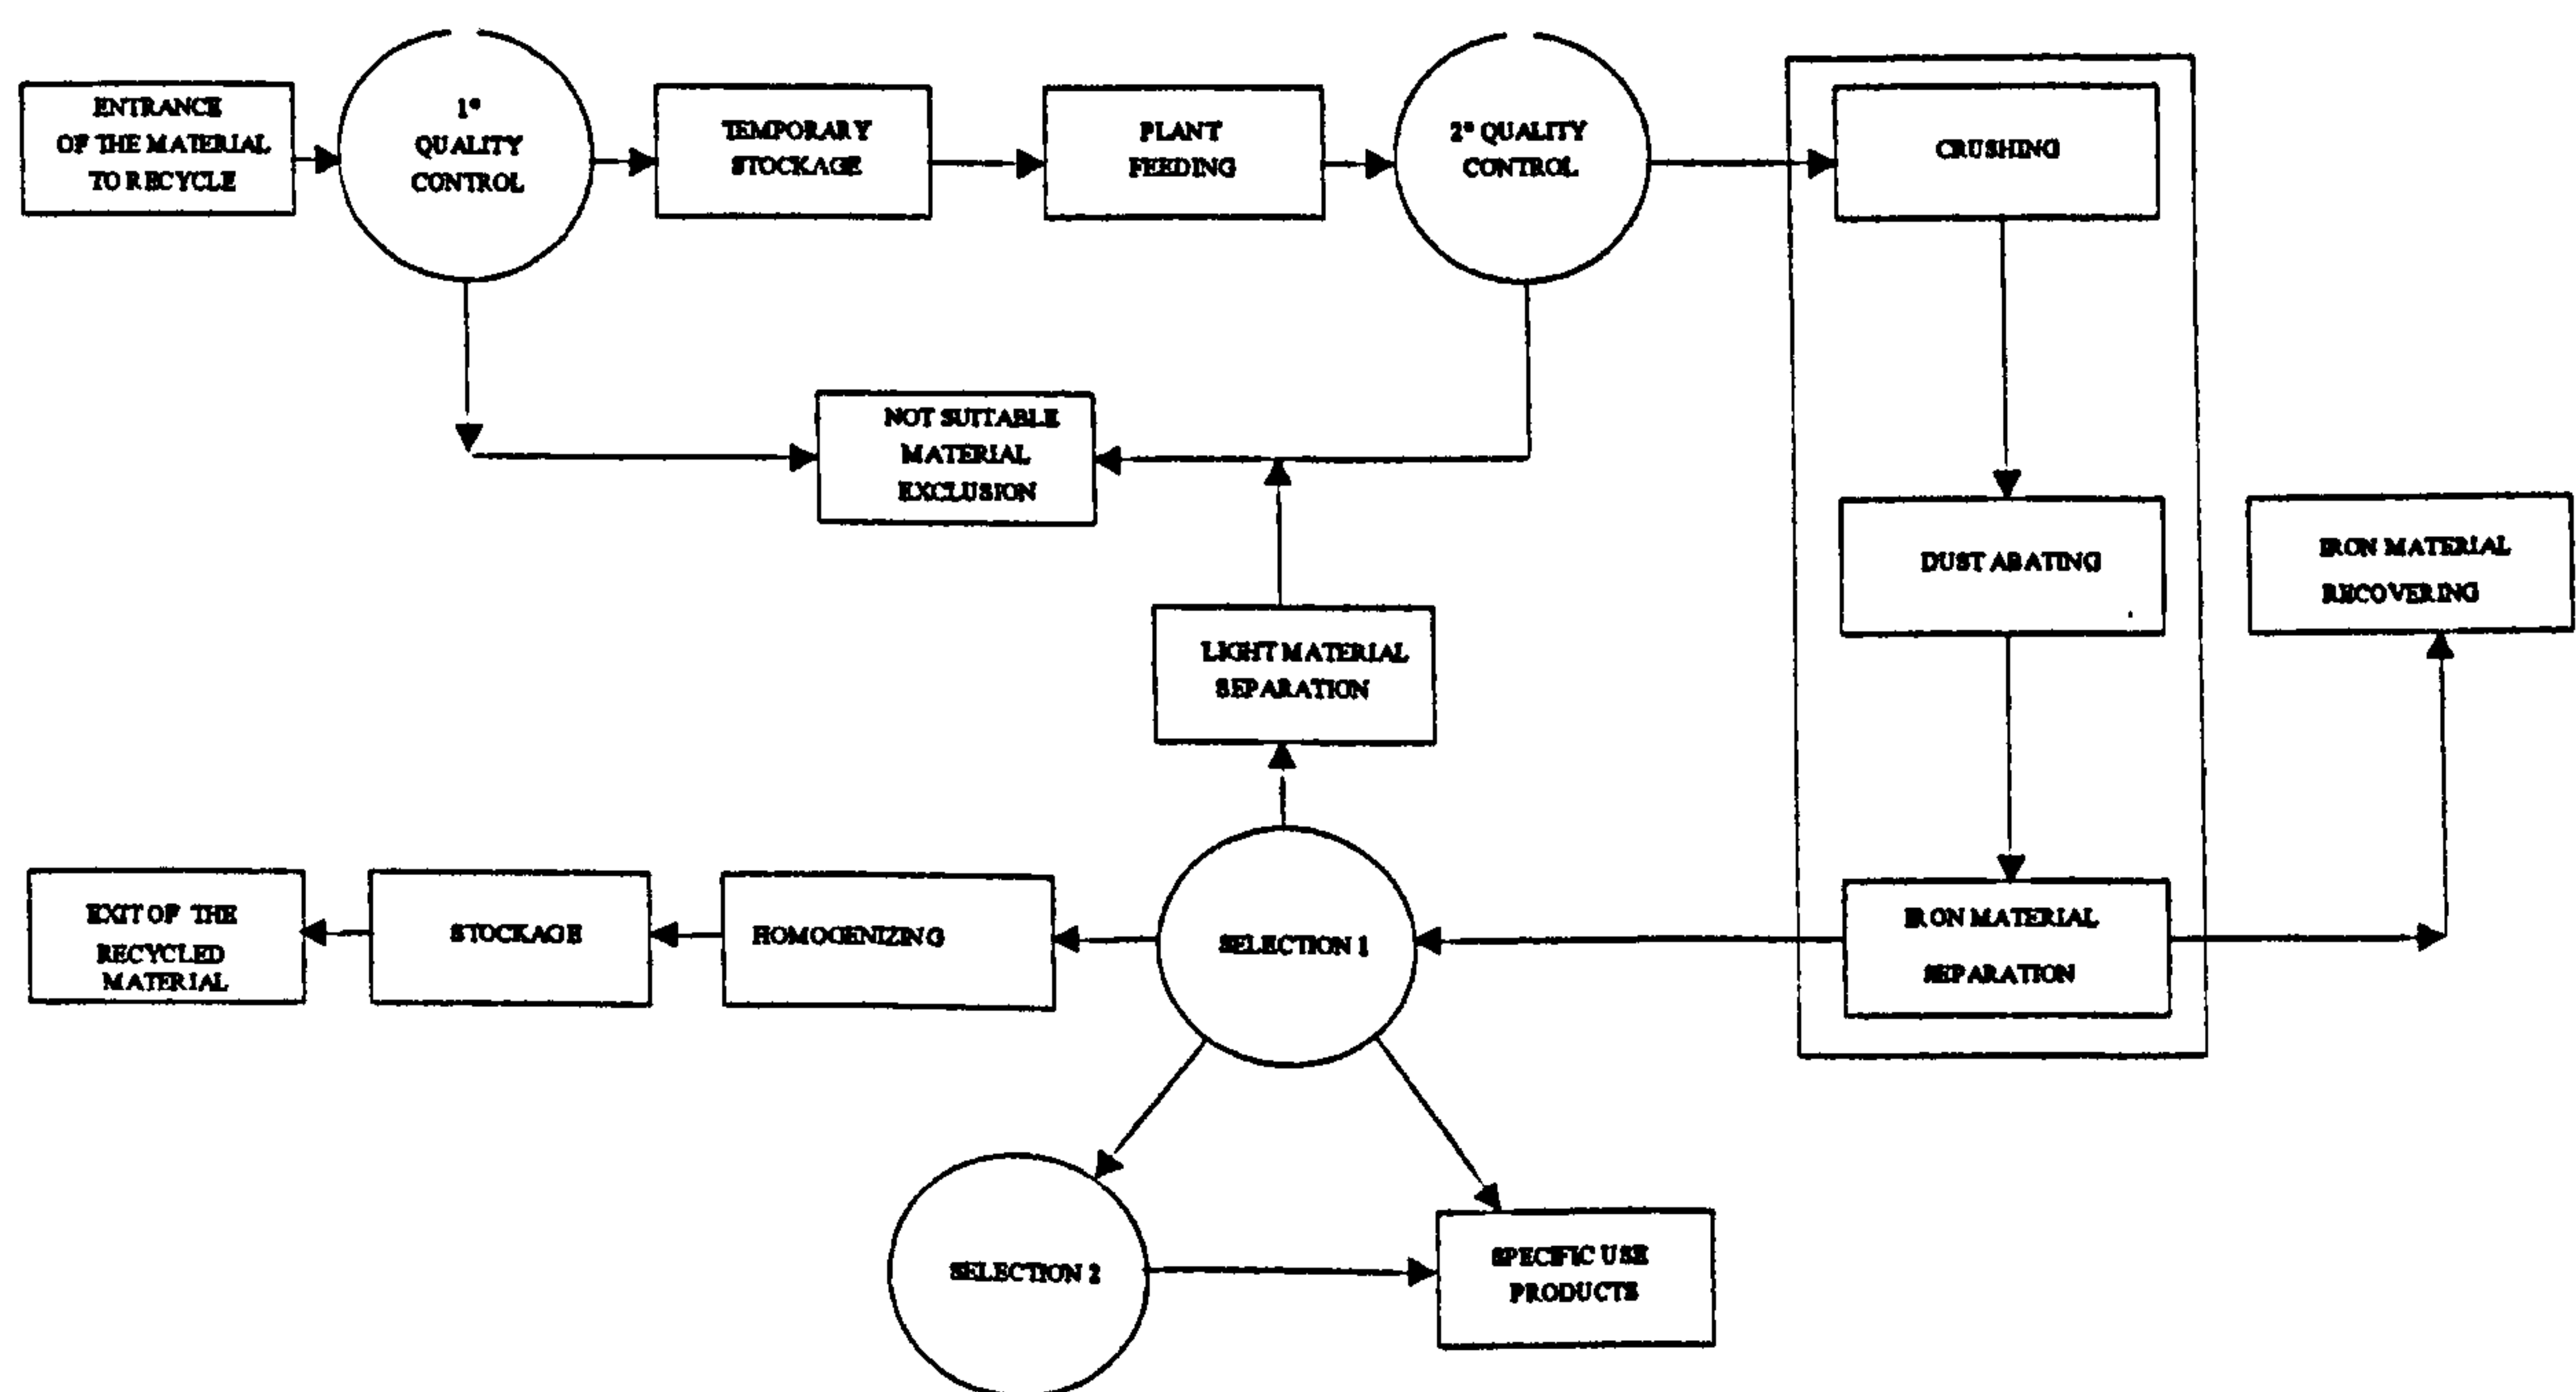 ENTRANCE
OF THE MATERIAL
TO RECYCLE
1°
QUALITY
CONTROL
TEMPORARY
STOCKAGE
PLANT
FEEDING
2° QUALITY
CONTROL
CRUSHING
NOT SUITABLE
MATERIAL
EXCLUSION
DUST ABATING
IRON MATERIAL
RECOVERING
LIGHT MATERIAL
SEPARATION
EXIT OF THE
RECYCLED
MATERIAL
STOCKAGE
HOMOGENIZING
SELECTION 1
IRON MATERIAL
SEPARATION
SELECTION 2
SPECIFIC USE
PRODUCTS